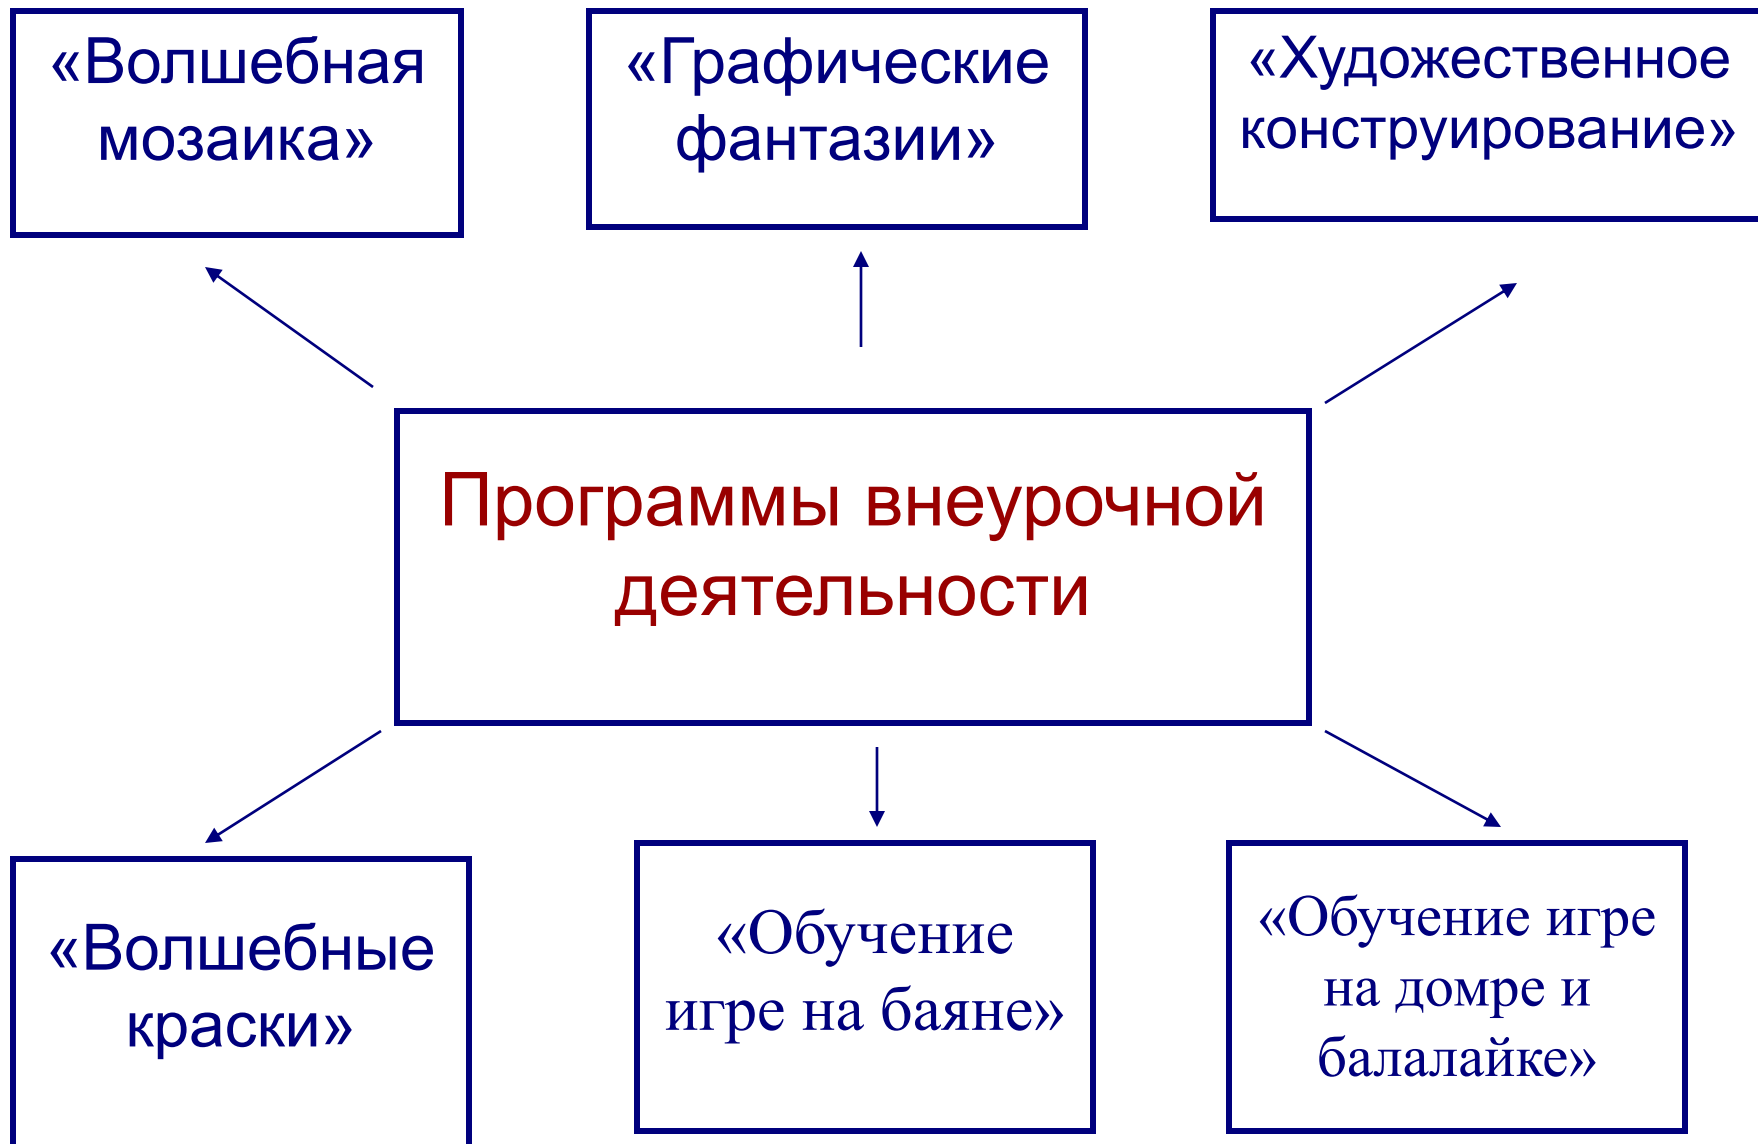 «Волшебная
мозаика»
«Графические
фантазии»
«Художественное
конструирование»
Программы внеурочной
деятельности
«Волшебные
краски»
«Обучение
игре на баяне»
«Обучение игре
на домре и
балалайке»